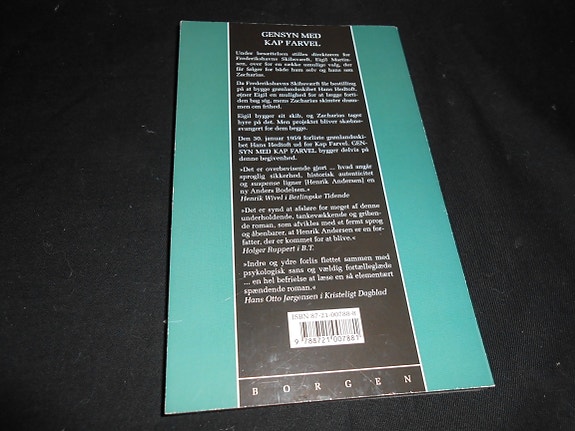 GENSYN MED
KAP FARVEL
Under besættelsen stilles direktøren for
Frederikshavns Skibsværft, Eigil Martin-
sen, over for en række umulige valg, der
får følger for både ham selv og hans søn
Zacharias.
Da Frederikshavns Skibsværft får bestilling
på at bygge grønlandsskibet Hans Hedtoft,
øjner Eigil en mulighed for at lægge forti-
den bag sig, mens Zacharias skimter drøm-
men om frihed.
Eigil bygger sit skib, og Zacharias tager
hyre på det. Men projektet bliver skæbne-
svangert for dem begge.
Den 30. januar 1959 forliste grønlandsski-
bet Hans Hedtoft ud for Kap Farvel. GEN-
SYN MED KAP FARVEL bygger delvis på
denne begivenhed.
»Det er overbevisende gjort ... hvad angår
sproglig sikkerhed, historisk autenticitet
og suspense ligner [Henrik Andersen] en
ny Anders Bodelsen.«
Henrik Wivel i Berlingske Tidende
»Det er synd at afsløre for meget af denne
underholdende, tankevækkende og griben-
de roman, som afvikles med et fermt sprog
og åbenbarer, at Henrik Andersen er en for-
fatter, der er kommet for at blive.«
Holger Ruppert i B.T.
»Indre og ydre forlis flettet sammen med
psykologisk sans og vældig fortælleglæde
... en hel befrielse at læse en så elementært
spændende roman.«
Hans Otto Jørgensen i Kristeligt Dagblad
ISBN 87-21-00788-8
9 788721 007881
BORGEN